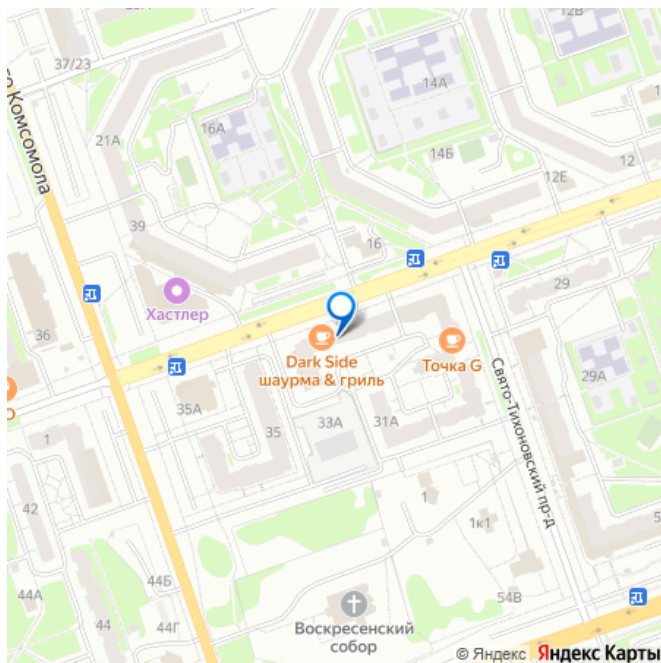 37/23
12В
14А
21А
16А
14Б
12
12Е
го Комсомола
39
16
29
Хастлер
36
Dark Side
шаурма & гриль
Точка G
29А
Свято-Тихоновский пр-д
35А
33А
31А
35
1
42
1
1к1
44Б
44А
54В
44
44Г
Воскресенский
собор
© Яндекс Яндекс Карты